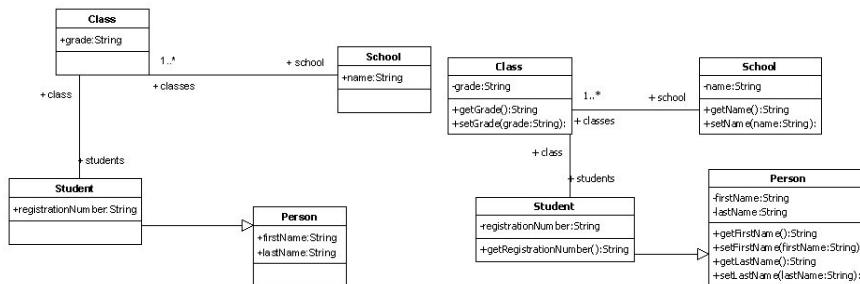 Class
+grade:String
1..*
+ school
+ classes
School
+name:String
+ class
+ students
Student
+registrationNumber:String
Person
+firstName:String
+lastName:String
Class
-grade:String
+getGrade():String
+setGrade(grade:String):
1..*
+ school
+ classes
School
-name:String
+getName():String
+setName(name:String):
+ class
+ students
Student
-registrationNumber:String
+getRegistrationNumber():String
Person
-firstName:String
-lastName:String
+getFirstName():String
+setFirstName(firstName:String)
+getLastName():String
+setLastName(lastName:String):